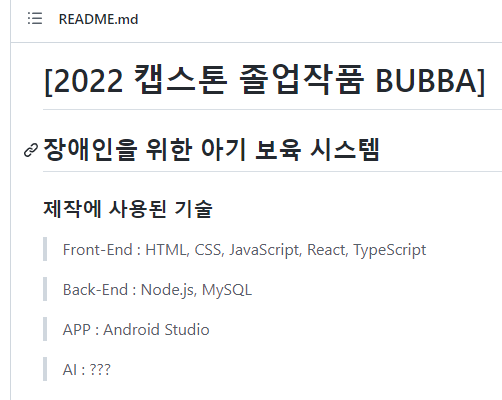 README.md
[2022 캡스톤 졸업작품 BUBBA]
장애인을 위한 아기 보육 시스템
제작에 사용된 기술
Front-End : HTML, CSS, JavaScript, React, TypeScript
Back-End : Node.js, MySQL
APP : Android Studio
AI : ???